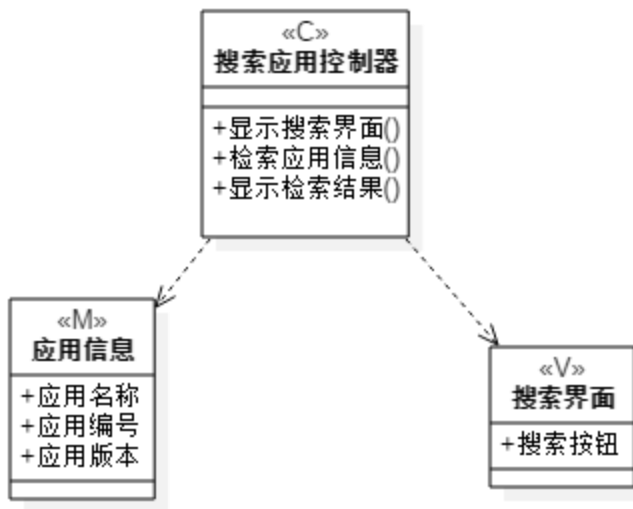 «C»
搜索应用控制器
+显示搜索界面()
+检索应用信息()
+显示检索结果()
«M»
应用信息
+应用名称
+应用编号
+应用版本
«V»
搜索界面
+搜索按钮